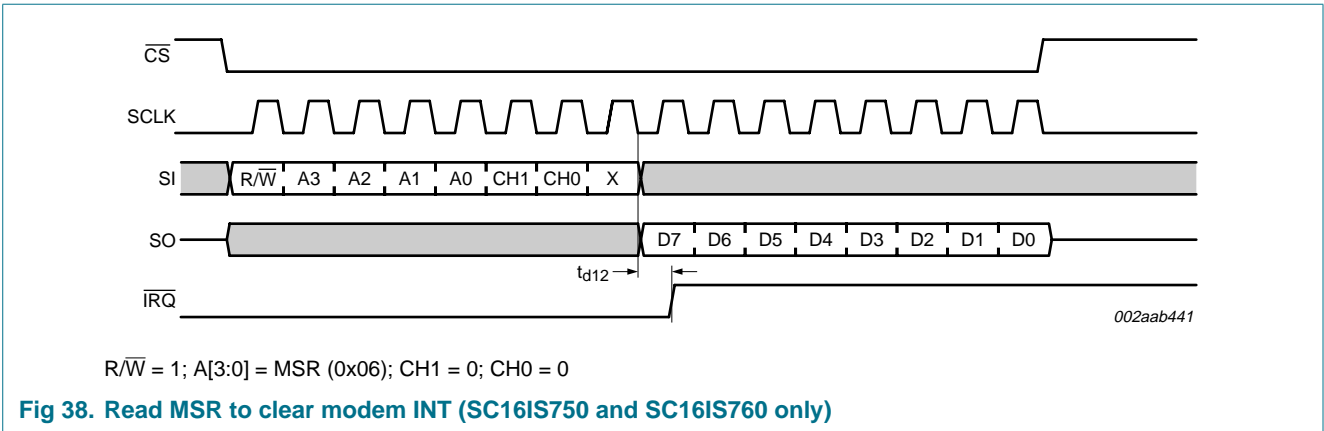 C̅S̅
SCLK
SI R/W̅ A3 A2 A1 A0 CH1 CH0 X
SO D7 D6 D5 D4 D3 D2 D1 D0
td12
I̅R̅Q̅
002aab441
R/W̅ = 1; A[3:0] = MSR (0x06); CH1 = 0; CH0 = 0
Fig 38. Read MSR to clear modem INT (SC16IS750 and SC16IS760 only)